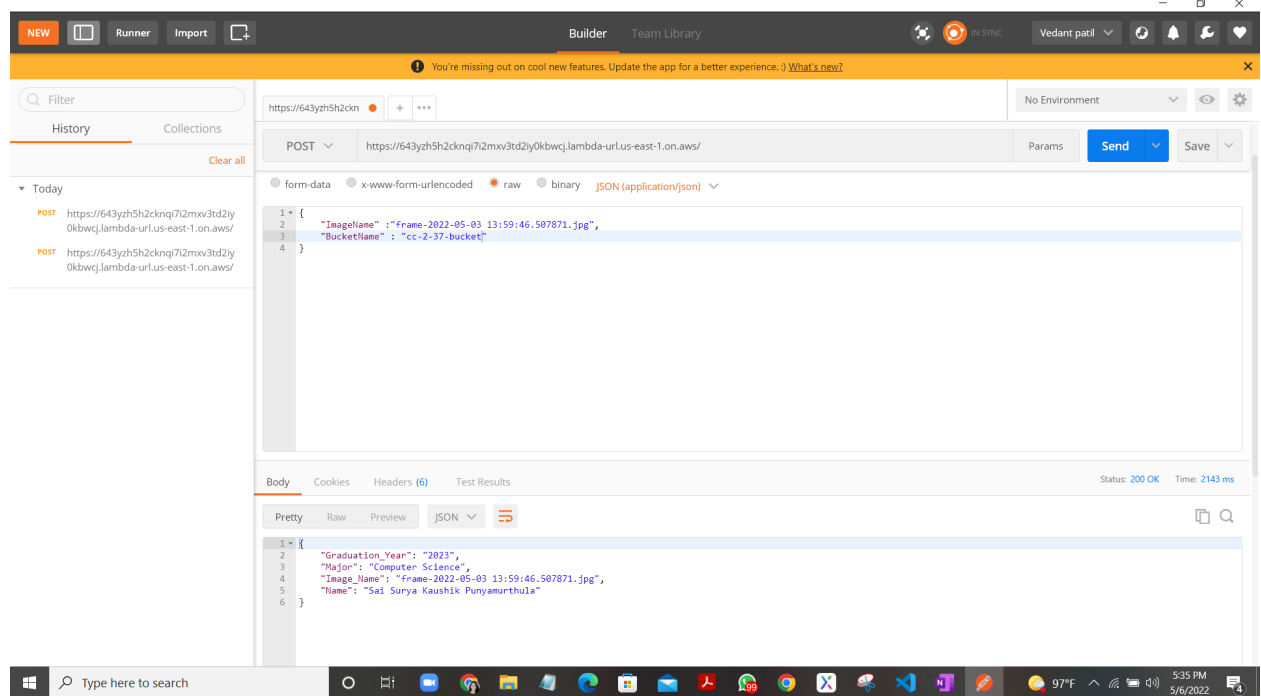 NEW Runner Import Builder Team Library IN SYNC Vedant patil
You're missing out on cool new features. Update the app for a better experience. :) What's new?
Filter
History Collections
Clear all
Today
POST https://643yzh5h2cknqi7i2mxv3td2iy
0kbwcj.lambda-url.us-east-1.on.aws/
POST https://643yzh5h2cknqi7i2mxv3td2iy
0kbwcj.lambda-url.us-east-1.on.aws/
https://643yzh5h2ckn + •••
No Environment
POST https://643yzh5h2cknqi7i2mxv3td2iy0kbwcj.lambda-url.us-east-1.on.aws/ Params Send Save
form-data x-www-form-urlencoded raw binary JSON (application/json)
1 {
2 "ImageName" :"frame-2022-05-03 13:59:46.507871.jpg",
3 "BucketName" : "cc-2-37-bucket"
4 }
Body Cookies Headers (6) Test Results Status: 200 OK Time: 2143 ms
Pretty Raw Preview JSON
1 {
2 "Graduation_Year": "2023",
3 "Major": "Computer Science",
4 "Image_Name": "frame-2022-05-03 13:59:46.507871.jpg",
5 "Name": "Sai Surya Kaushik Punyamurthula"
6 }
Type here to search 99 97°F 5:35 PM
5/6/2022 4